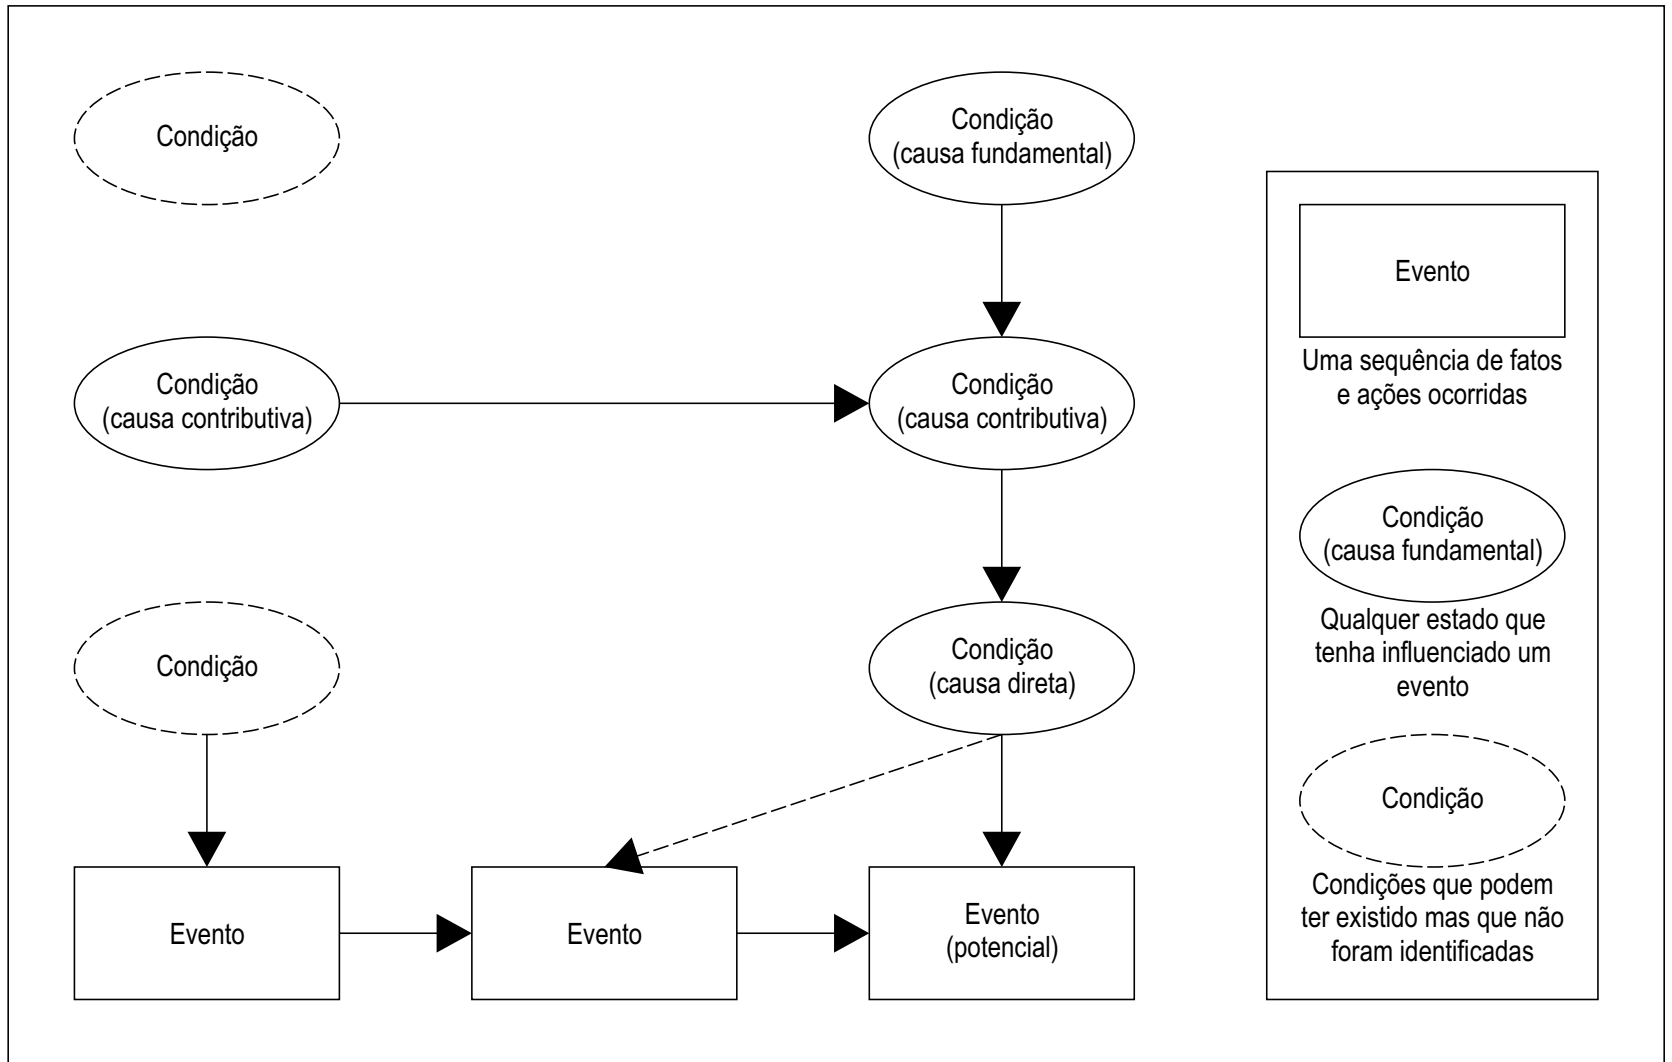 Condição
Condição
(causa fundamental)
Condição
(causa contributiva)
Condição
(causa contributiva)
Condição
Condição
(causa direta)
Evento
Evento
Evento
(potencial)
Evento
Uma sequência de fatos
e ações ocorridas
Condição
(causa fundamental)
Qualquer estado que
tenha influenciado um
evento
Condição
Condições que podem
ter existido mas que não
foram identificadas